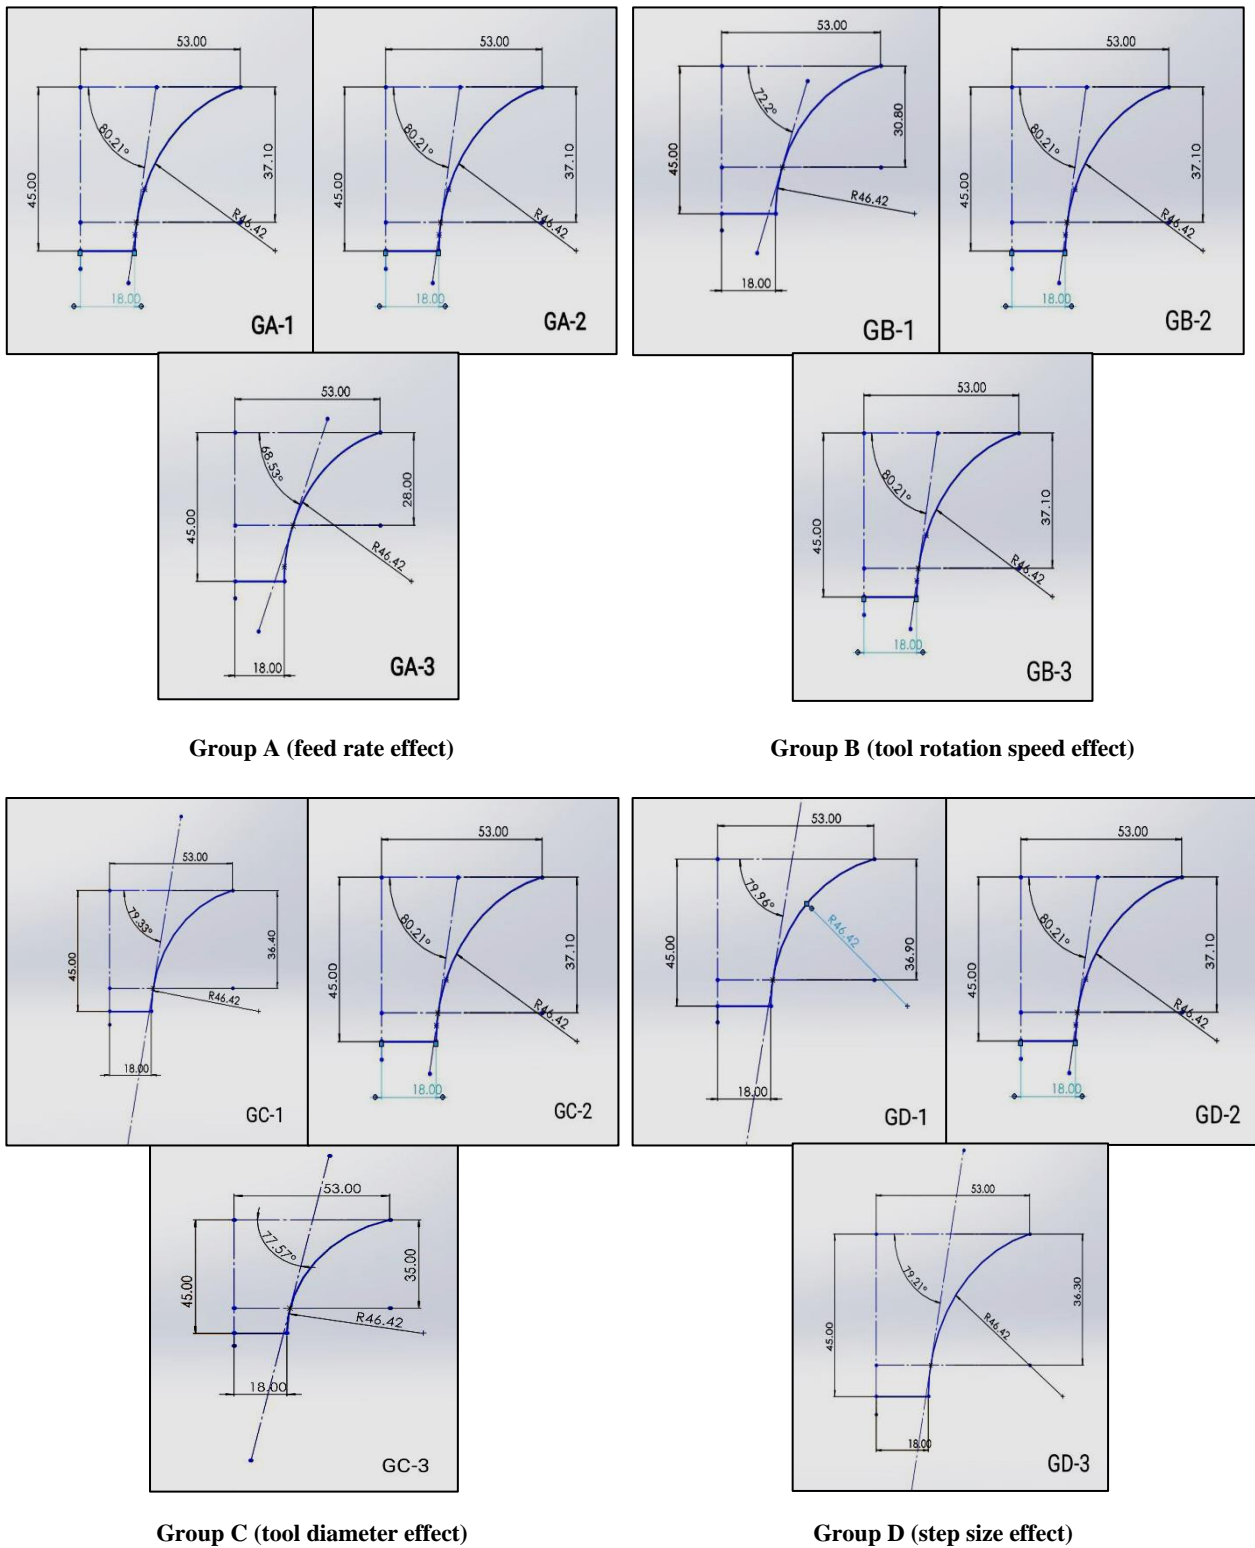 53.00
80.21°
45.00
37.10
R46.42
18.00
GA-1
53.00
80.21°
45.00
37.10
R46.42
18.00
GA-2
53.00
68.53°
45.00
28.00
R46.42
18.00
GA-3
Group A (feed rate effect)
53.00
72.2°
45.00
30.80
R46.42
18.00
GB-1
53.00
80.21°
45.00
37.10
R46.42
18.00
GB-2
53.00
80.21°
45.00
37.10
R46.42
18.00
GB-3
Group B (tool rotation speed effect)
53.00
79.33°
45.00
36.40
R46.42
18.00
GC-1
53.00
80.21°
45.00
37.10
R46.42
18.00
GC-2
53.00
77.57°
45.00
35.00
R46.42
18.00
GC-3
Group C (tool diameter effect)
53.00
79.96°
45.00
R46.42
36.90
18.00
GD-1
53.00
80.21°
45.00
37.10
R46.42
18.00
GD-2
53.00
79.21°
45.00
36.30
R46.42
18.00
GD-3
Group D (step size effect)